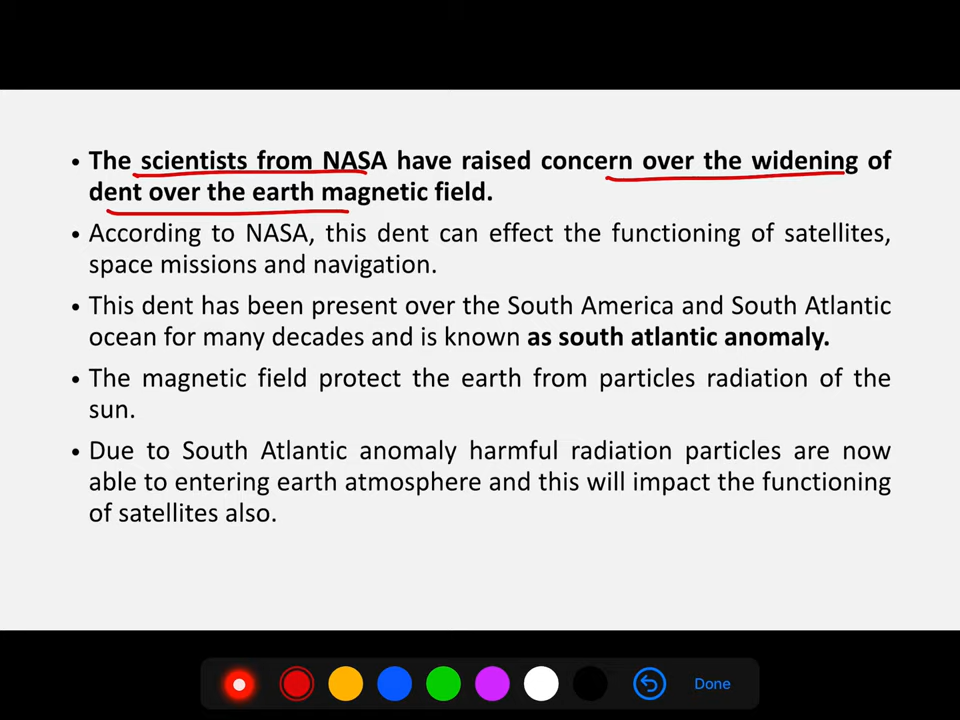 • The scientists from NASA have raised concern over the widening of
dent over the earth magnetic field.
• According to NASA, this dent can effect the functioning of satellites,
space missions and navigation.
• This dent has been present over the South America and South Atlantic
ocean for many decades and is known as south atlantic anomaly.
• The magnetic field protect the earth from particles radiation of the
sun.
• Due to South Atlantic anomaly harmful radiation particles are now
able to entering earth atmosphere and this will impact the functioning
of satellites also.
Done